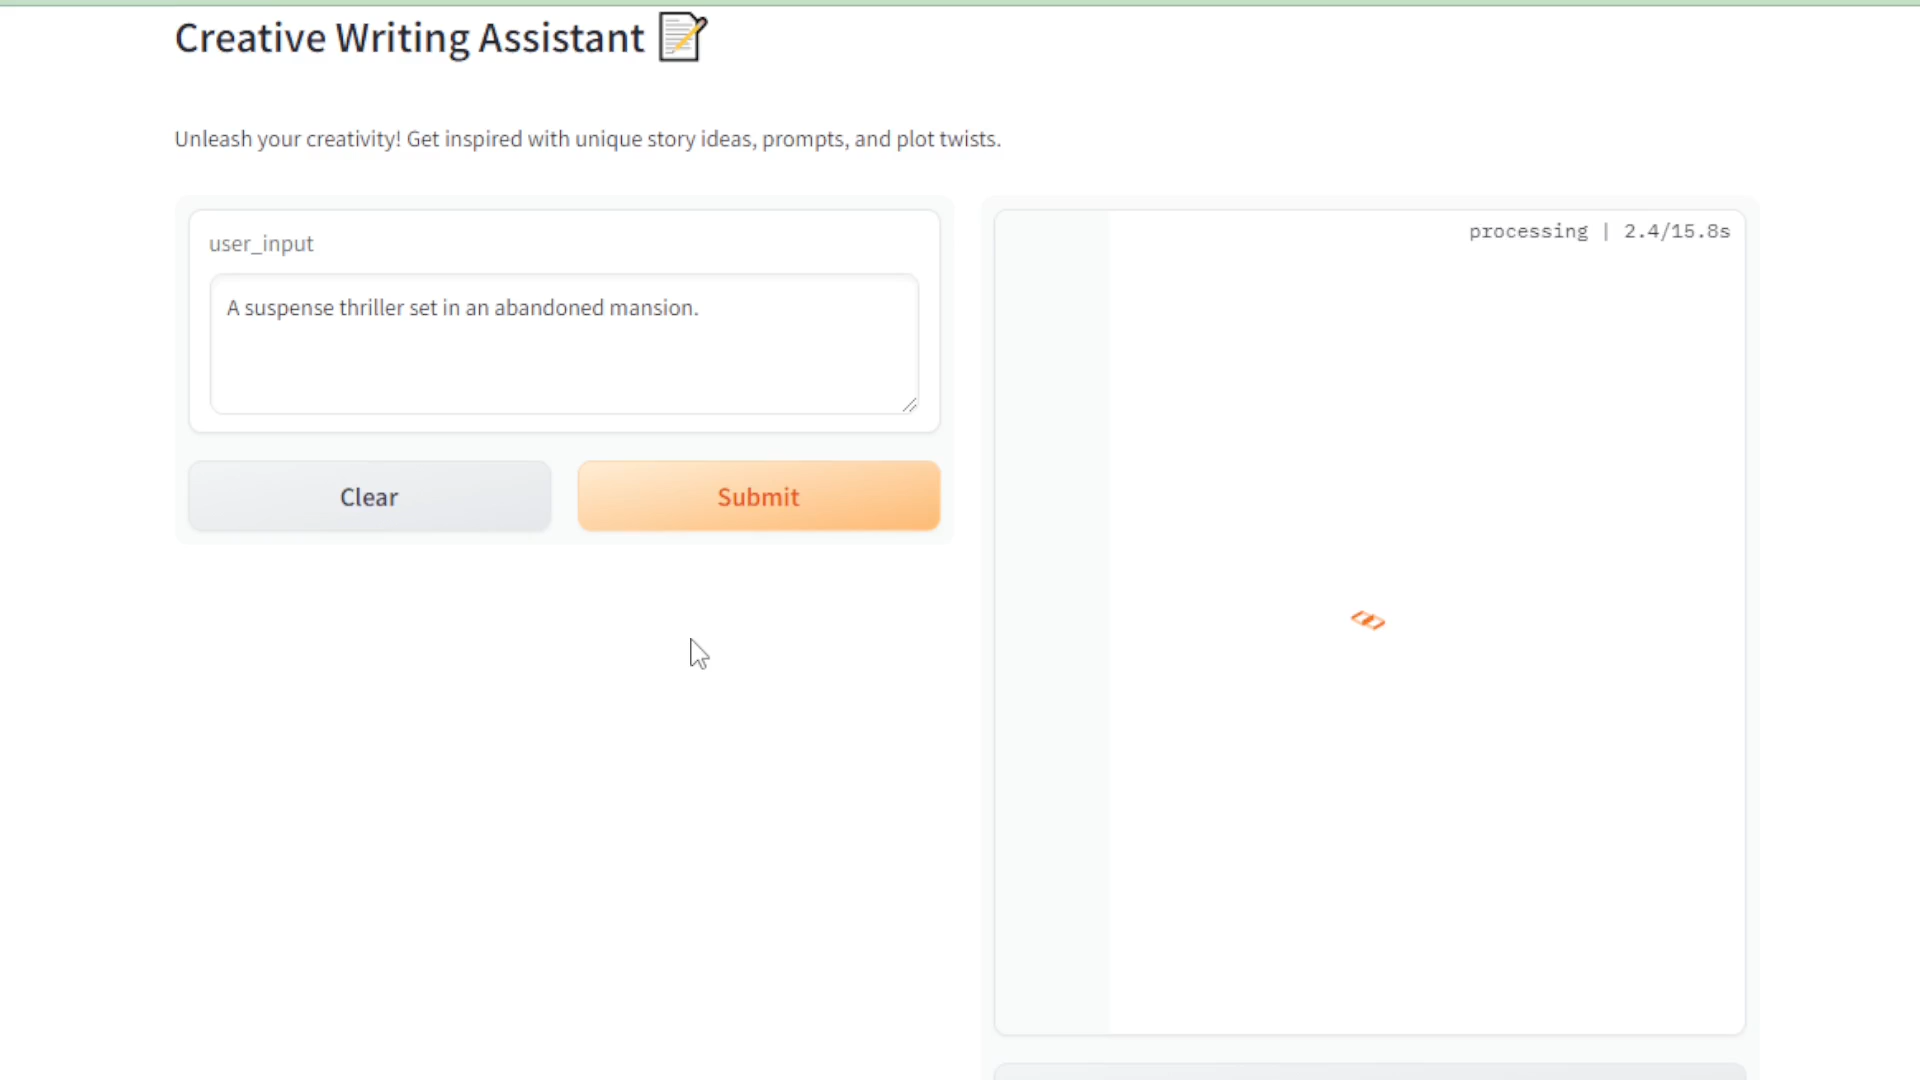 Creative Writing Assistant 📝
Unleash your creativity! Get inspired with unique story ideas, prompts, and plot twists.
user_input
A suspense thriller set in an abandoned mansion.
Clear
Submit
processing | 2.4/15.8s